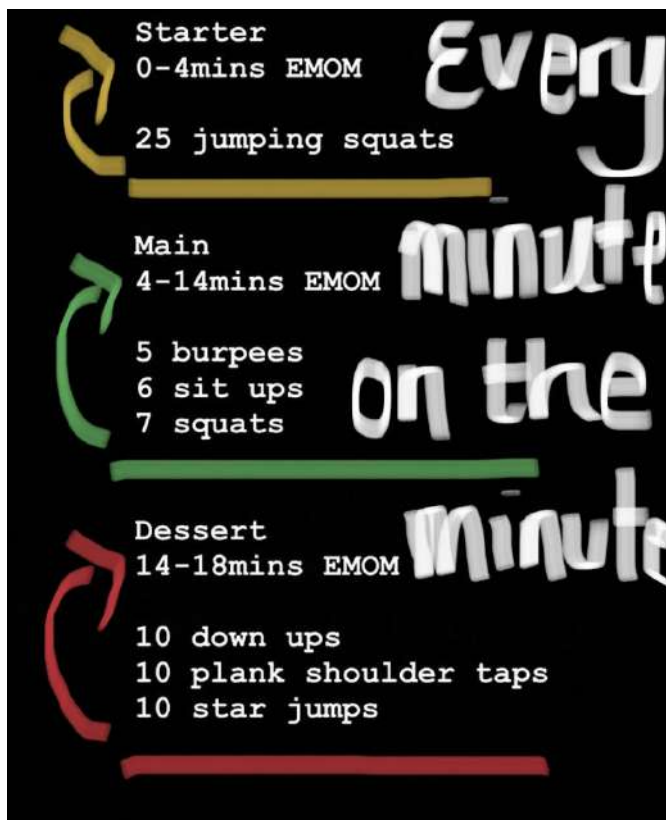 Starter
0-4mins EMOM
25 jumping squats
Every
minute
on the
minute
Main
4-14mins EMOM
5 burpees
6 sit ups
7 squats
Dessert
14-18mins EMOM
10 down ups
10 plank shoulder taps
10 star jumps